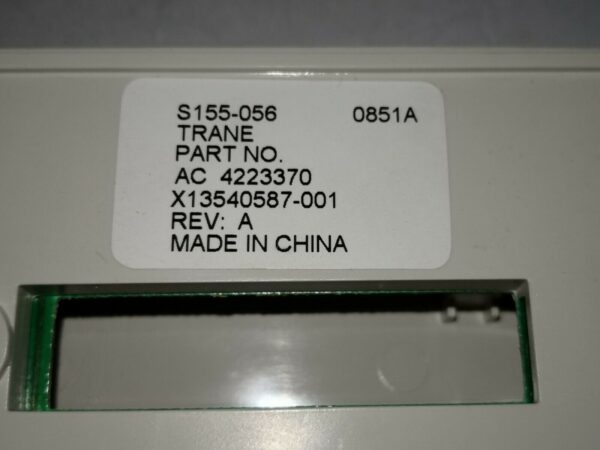 S155-056 0851A
TRANE
PART NO.
AC 4223370
X13540587-001
REV: A
MADE IN CHINA